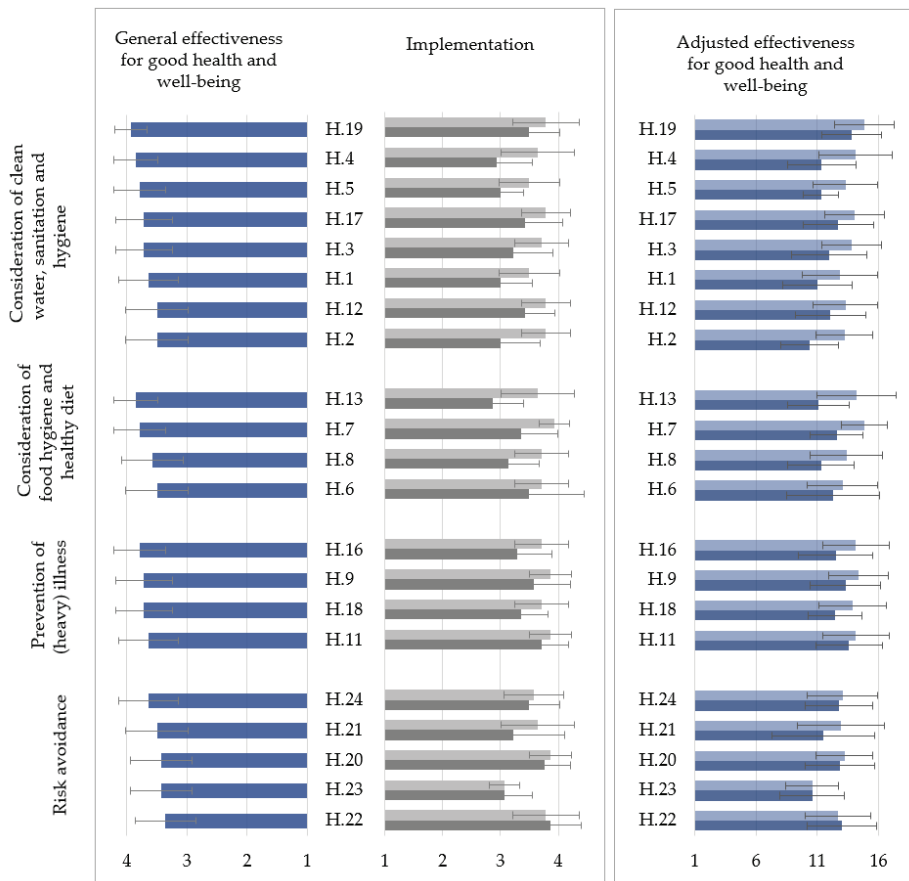 General effectiveness
for good health and
well-being
Implementation
Adjusted effectiveness
for good health and
well-being
Consideration of clean
water, sanitation and
hygiene
H.19 H.19
H.4 H.4
H.5 H.5
H.17 H.17
H.3 H.3
H.1 H.1
H.12 H.12
H.2 H.2
Consideration of
food hygiene and
healthy diet
H.13 H.13
H.7 H.7
H.8 H.8
H.6 H.6
Prevention of
(heavy) illness
H.16 H.16
H.9 H.9
H.18 H.18
H.11 H.11
Risk avoidance
H.24 H.24
H.21 H.21
H.20 H.20
H.23 H.23
H.22 H.22
4 3 2 1 1 2 3 4 1 6 11 16